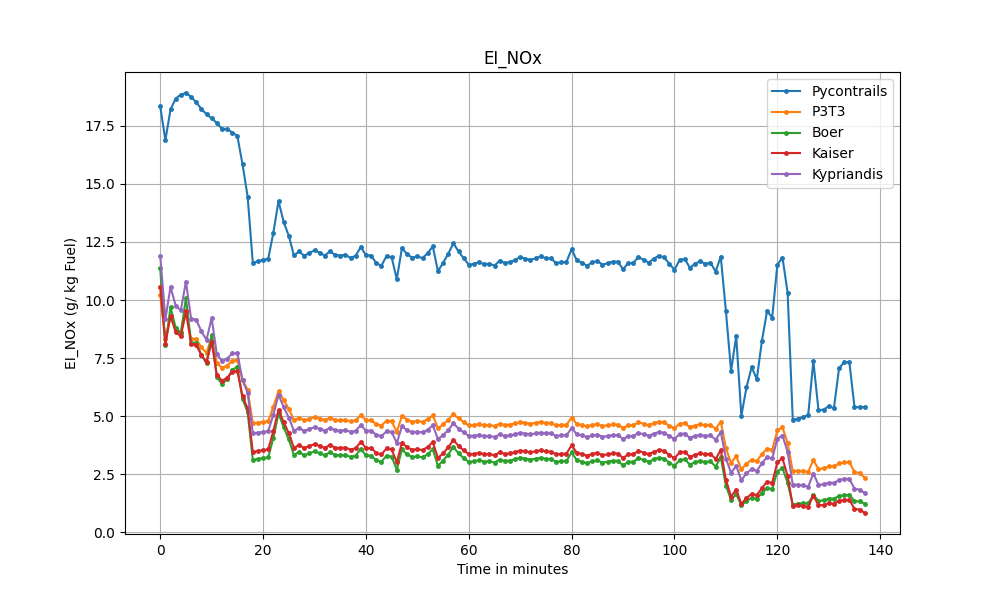 EI_NOx
Pycontrails
P3T3
Boer
Kaiser
Kypriandis
EI_NOx (g/ kg Fuel)
17.5
15.0
12.5
10.0
7.5
5.0
2.5
0.0
0 20 40 60 80 100 120 140
Time in minutes